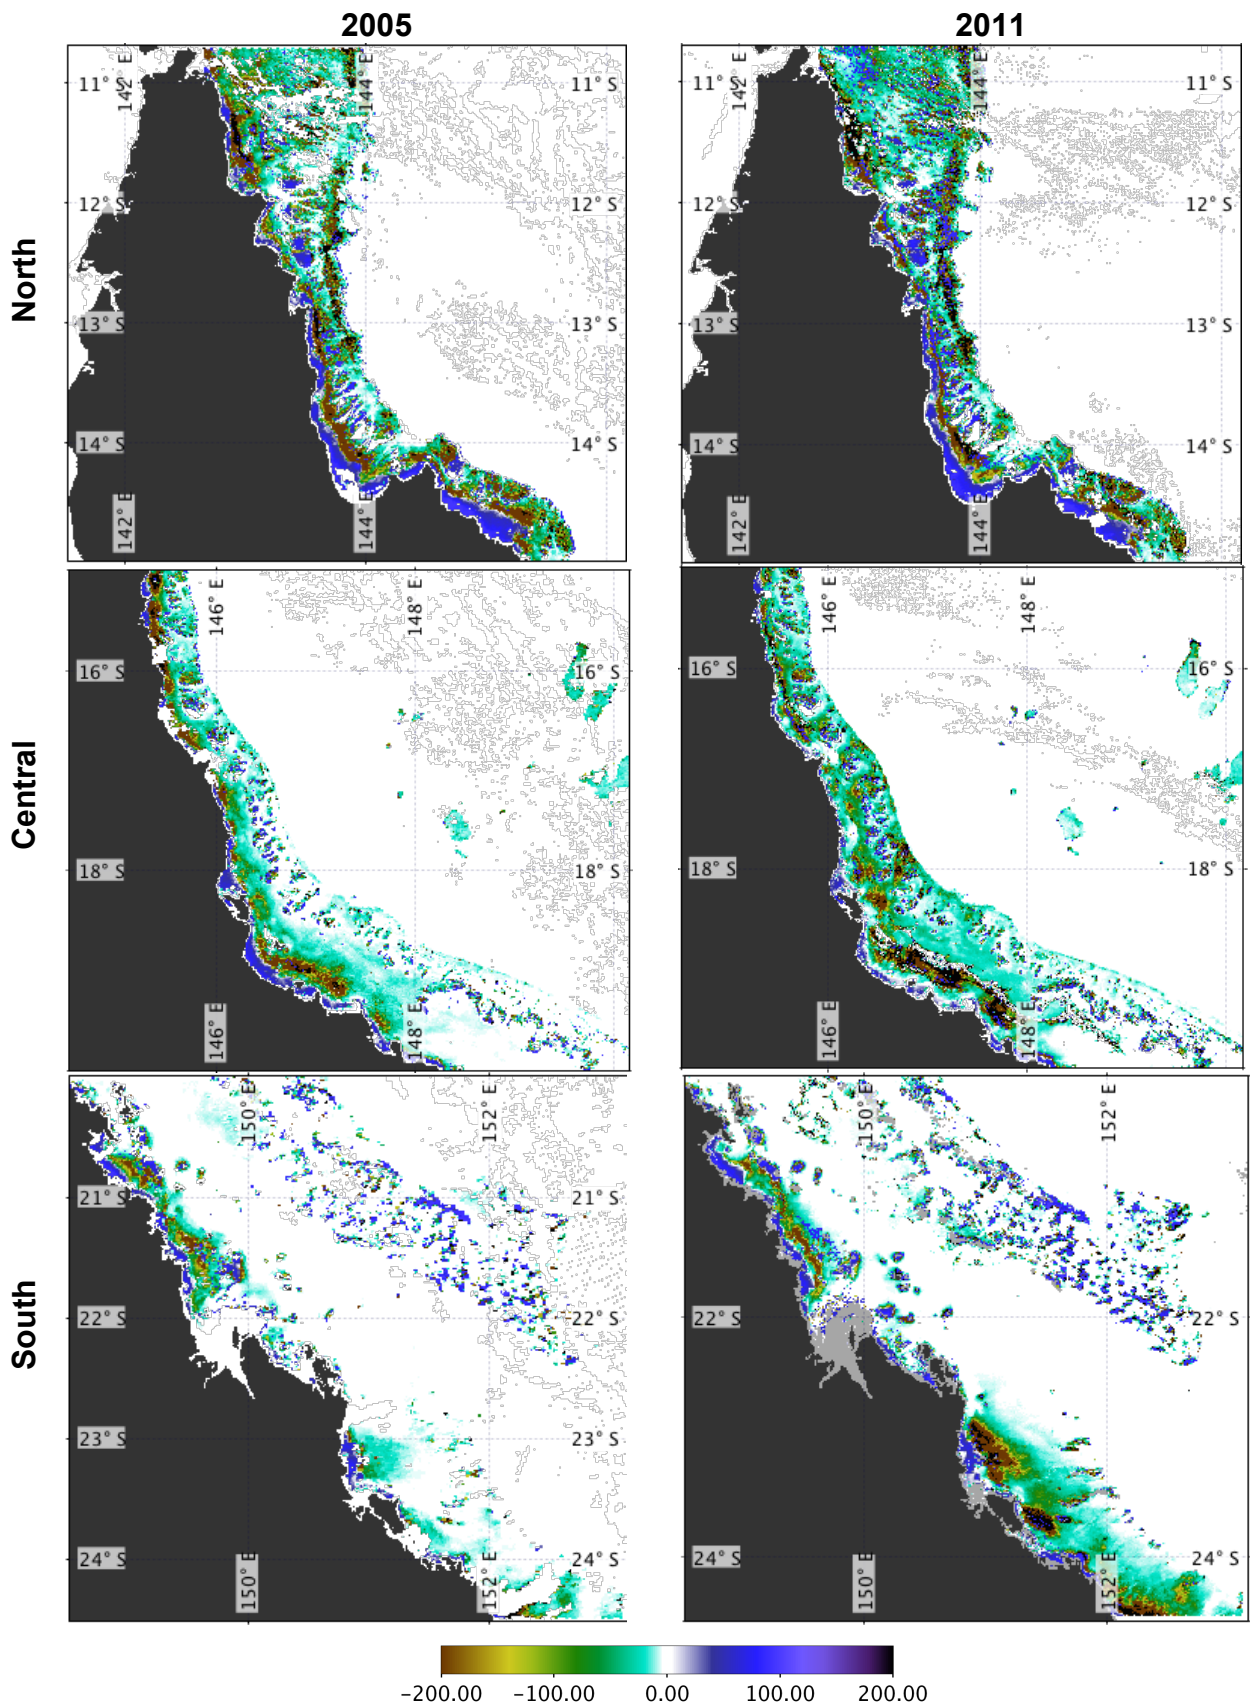 2005 2011
North
142° E 144° E 142° E 144° E
11° S 11° S 11° S 11° S
12° S 12° S 12° S 12° S
13° S 13° S 13° S 13° S
14° S 14° S 14° S 14° S
142° E 144° E 142° E 144° E
Central
146° E 148° E 146° E 148° E
16° S 16° S 16° S 16° S
18° S 18° S 18° S 18° S
146° E 148° E 146° E 148° E
South
150° E 152° E 150° E 152° E
21° S 21° S
22° S 22° S 22° S 22° S
23° S 23° S
24° S 24° S 24° S 24° S
150° E 152° E 150° E 152° E
−200.00 −100.00 0.00 100.00 200.00